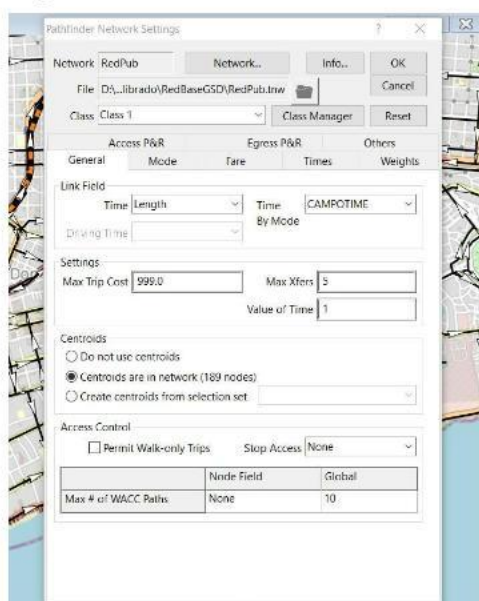 Pathfinder Network Settings ? ×
Network RedPub Network.. Info.. OK
File D:\,..librado\RedBaseGSD\RedPub.tnw Cancel
Class Class 1 Class Manager Reset
Access P&R Egress P&R Others
General Mode Fare Times Weights
Link Field
Time Length Time By Mode CAMPOTIME
Driving Time
Settings
Max Trip Cost 999.0 Max Xfers 5
Value of Time 1
Centroids
Do not use centroids
Centroids are in network (189 nodes)
Create centroids from selection set
Access Control
Permit Walk-only Trips Stop Access None
Node Field Global
Max # of WACC Paths None 10